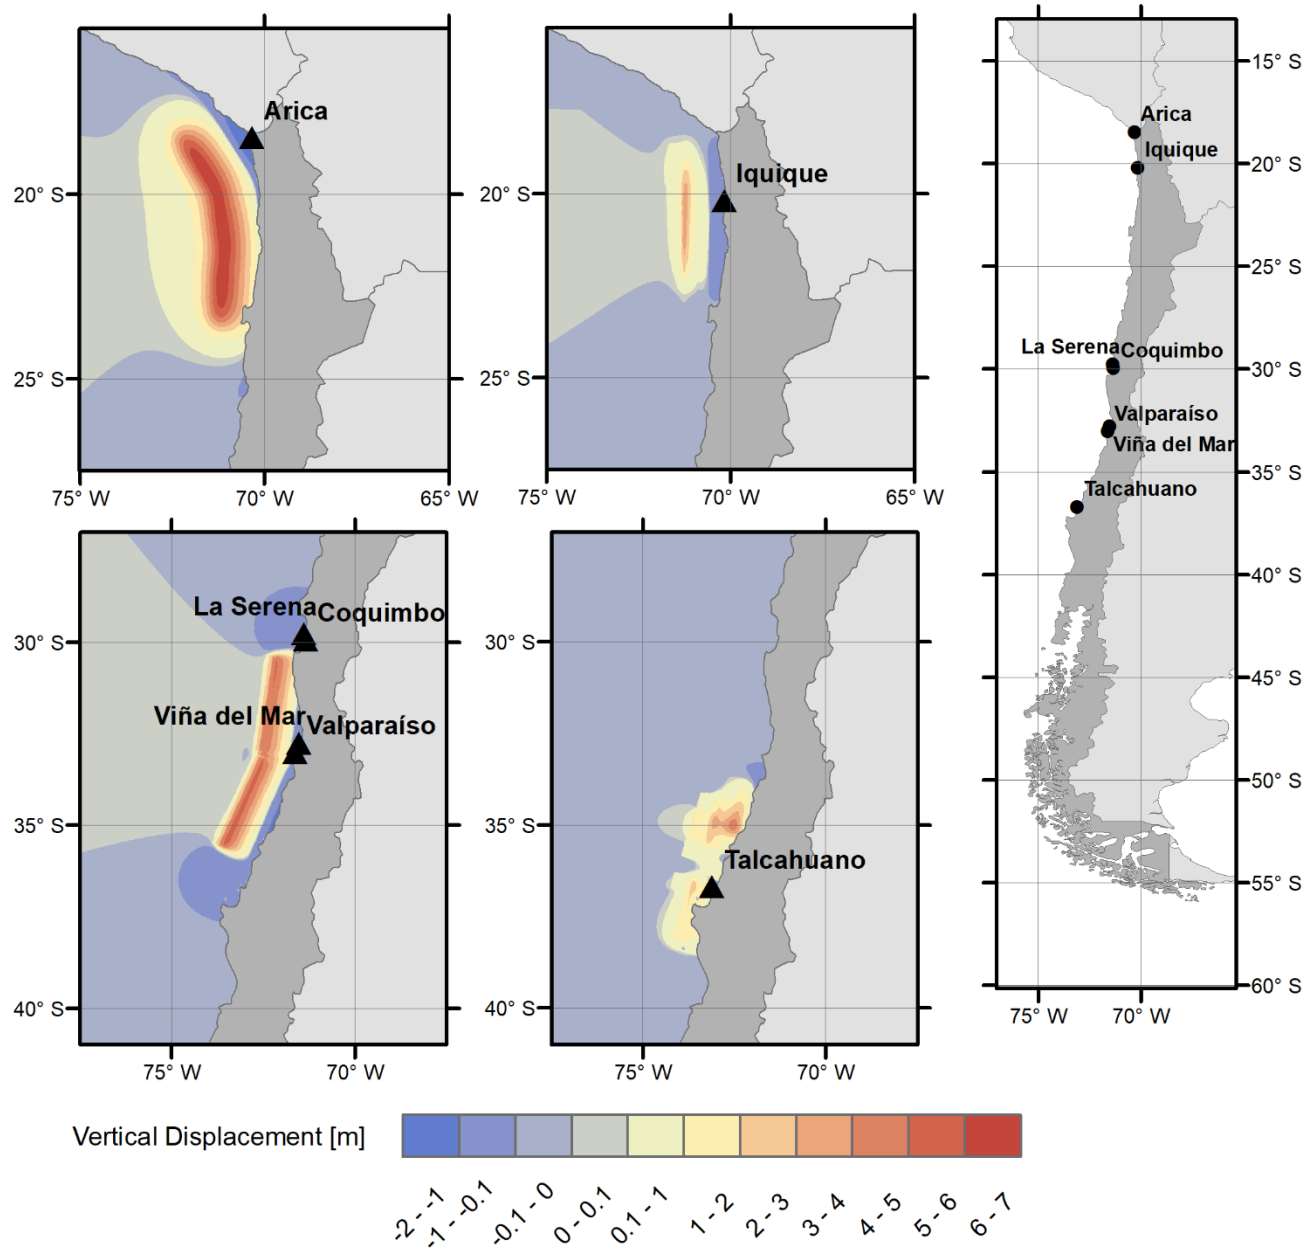 Arica
20° S
25° S
75° W
70° W
65° W
Iquique
20° S
25° S
75° W
70° W
65° W
Arica
Iquique
La Serena
Coquimbo
Valparaíso
Viña del Mar
Talcahuano
15° S
20° S
25° S
30° S
35° S
40° S
45° S
50° S
55° S
60° S
75° W
70° W
La Serena
Coquimbo
Viña del Mar
Valparaíso
30° S
35° S
40° S
75° W
70° W
Talcahuano
30° S
35° S
40° S
75° W
70° W
Vertical Displacement [m]
-2 - -1
-1 - -0.1
-0.1 - 0
0 - 0.1
0.1 - 1
1 - 2
2 - 3
3 - 4
4 - 5
5 - 6
6 - 7